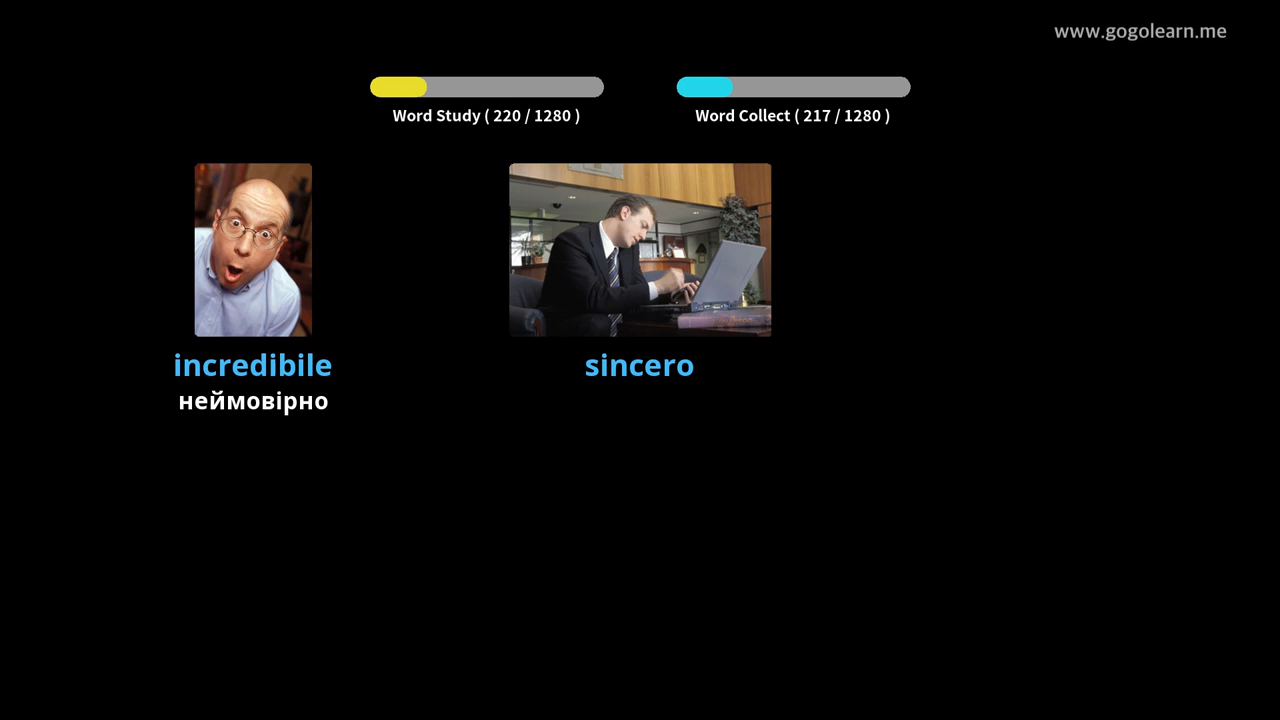 www.gogolearn.me
Word Study ( 220 / 1280 )
Word Collect ( 217 / 1280 )
incredibile
неймовірно
sincero